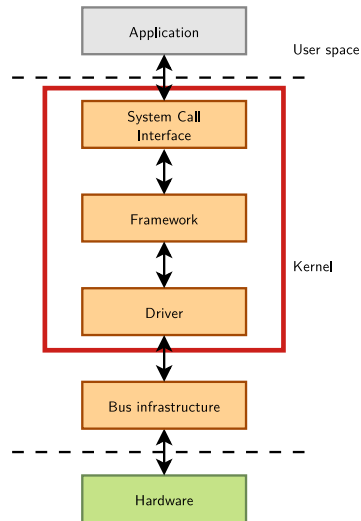 Application
User space
System Call
Interface
Framework
Kernel
Driver
Bus infrastructure
Hardware